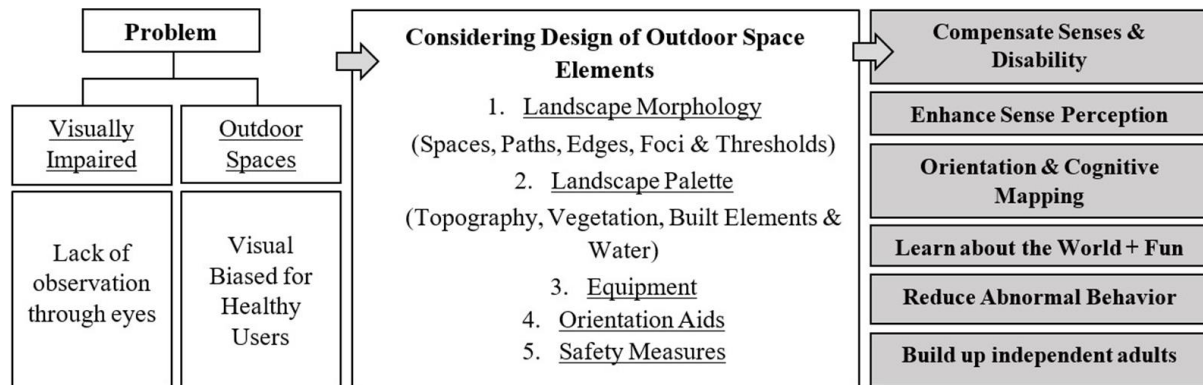 Problem
Visually
Impaired
Outdoor
Spaces
Lack of
observation
through eyes
Visual
Biased for
Healthy
Users
Considering Design of Outdoor Space
Elements
1. Landscape Morphology
(Spaces, Paths, Edges, Foci & Thresholds)
2. Landscape Palette
(Topography, Vegetation, Built Elements &
Water)
3. Equipment
4. Orientation Aids
5. Safety Measures
Compensate Senses &
Disability
Enhance Sense Perception
Orientation & Cognitive
Mapping
Learn about the World + Fun
Reduce Abnormal Behavior
Build up independent adults